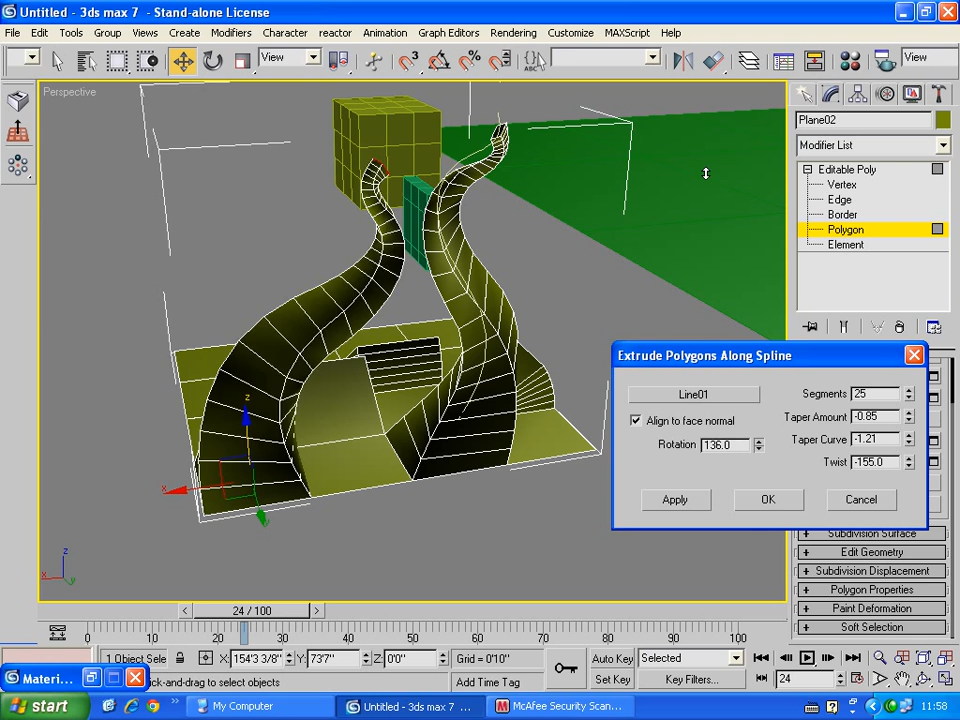 Untitled - 3ds max 7 - Stand-alone License
File Edit Tools Group Views Create Modifiers Character reactor Animation Graph Editors Rendering Customize MAXScript Help
View View
Perspective
Plane02
Modifier List
Editable Poly
Vertex
Edge
Border
Polygon
Element
z
x
y
z
x
y
Extrude Polygons Along Spline
Line01
Segments 25
Align to face normal
Taper Amount -0.85
Rotation 136.0
Taper Curve -1.21
Twist -155.0
Apply OK Cancel
Subdivision Surface
Edit Geometry
Subdivision Displacement
Polygon Properties
Paint Deformation
Soft Selection
< 24 / 100 >
0 10 20 30 40 50 60 70 80 90 100
1 Object Sele X: 154'3 3/8" Y: 73'7" Z: 0'0" Grid = 0'10" Auto Key Selected
Materi... ick-and-drag to select objects Add Time Tag Set Key Key Filters... 24
start My Computer Untitled - 3ds max 7 ... McAfee Security Scan... 11:58